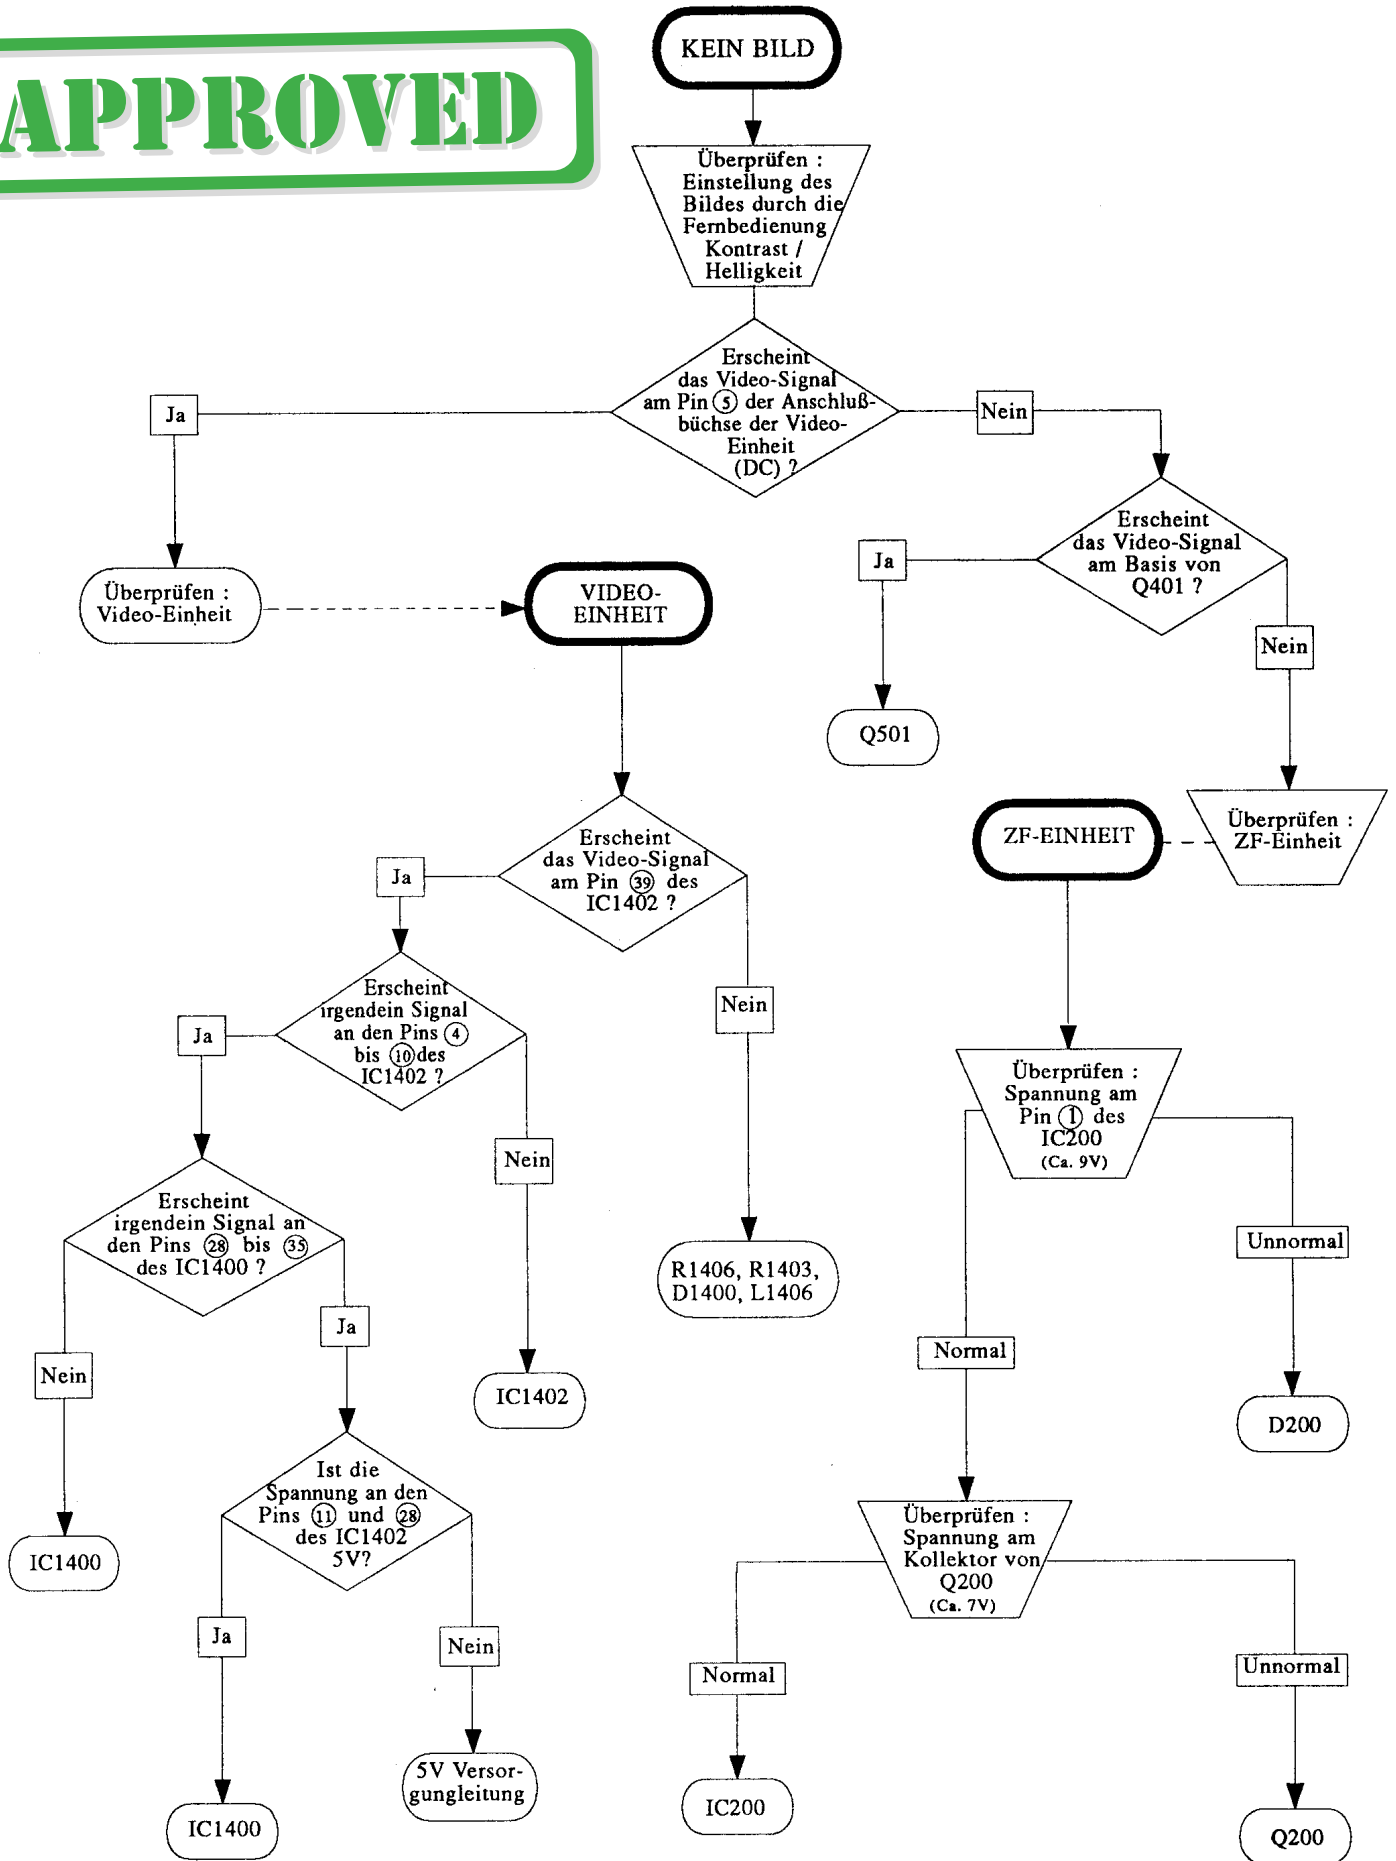 APPROVED
KEIN BILD
Überprüfen :
Einstellung des
Bildes durch die
Fernbedienung
Kontrast /
Helligkeit
Erscheint
das Video-Signal
am Pin 5 der Anschluß-
büchse der Video-
Einheit
(DC) ?
Ja
Nein
Erscheint
das Video-Signal
am Basis von
Q401 ?
Ja
Nein
Überprüfen :
Video-Einheit
VIDEO-
EINHEIT
Q501
Überprüfen :
ZF-Einheit
ZF-EINHEIT
Erscheint
das Video-Signal
am Pin 39 des
IC1402 ?
Ja
Nein
Erscheint
irgendein Signal
an den Pins 4
bis 10 des
IC1402 ?
Ja
Nein
Überprüfen :
Spannung am
Pin 1 des
IC200
(Ca. 9V)
Erscheint
irgendein Signal an
den Pins 28 bis 35
des IC1400 ?
R1406, R1403,
D1400, L1406
Unnormal
Normal
Ja
Nein
IC1402
D200
Ist die
Spannung an den
Pins 11 und 28
des IC1402
5V?
Überprüfen :
Spannung am
Kollektor von
Q200
(Ca. 7V)
IC1400
Ja
Nein
Normal
Unnormal
5V Versor-
gungleitung
IC1400
IC200
Q200